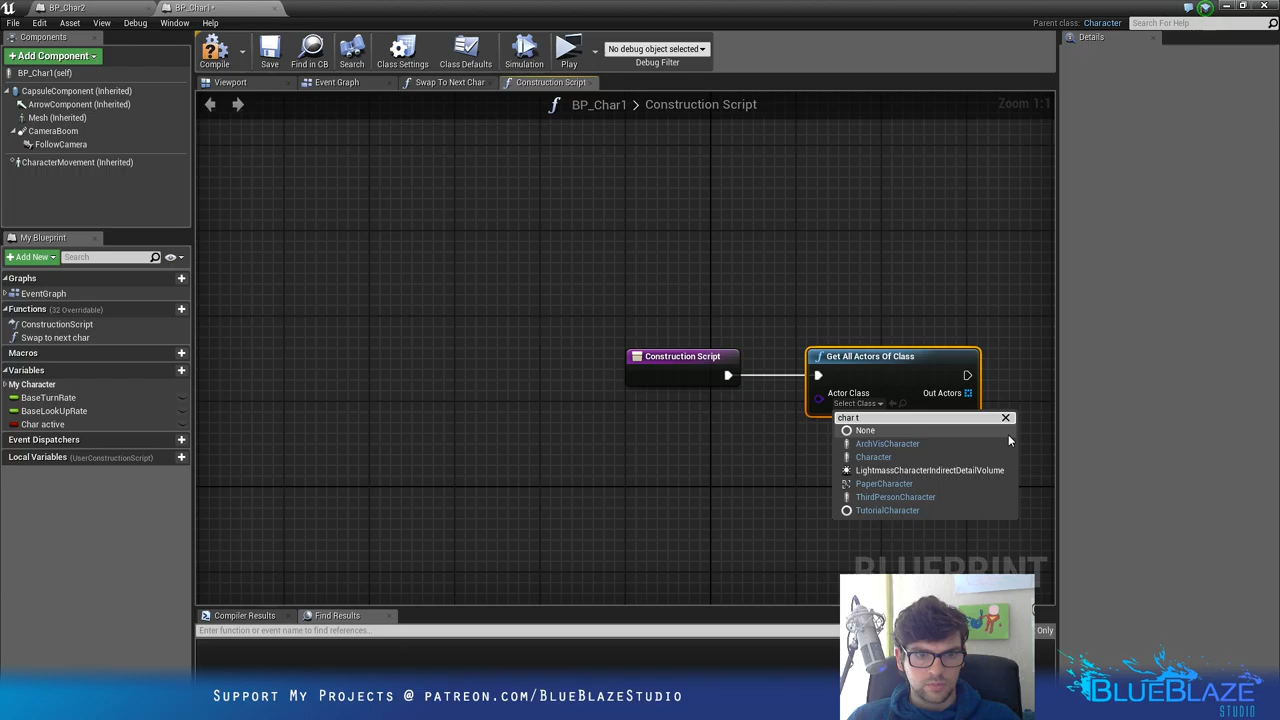 BP_Char2
BP_Char1*
File Edit Asset View Debug Window Help
Parent class: Character
Search For Help
Components
+Add Component
BP_Char1(self)
CapsuleComponent (Inherited)
ArrowComponent (Inherited)
Mesh (Inherited)
CameraBoom
FollowCamera
CharacterMovement (Inherited)
Compile
Save
Find in CB
Search
Class Settings
Class Defaults
Simulation
Play
No debug object selected
Debug Filter
Details
Viewport
Event Graph
Swap To Next Char
Construction Script
BP_Char1 > Construction Script
Zoom 1:1
My Blueprint
+Add New
Search
Graphs
EventGraph
Functions (32 Overridable)
ConstructionScript
Swap to next char
Macros
Variables
My Character
BaseTurnRate
BaseLookUpRate
Char active
Event Dispatchers
Local Variables (UserConstructionScript)
Construction Script
Get All Actors Of Class
Actor Class
Select Class
Out Actors
char t
None
ArchVisCharacter
Character
LightmassCharacterIndirectDetailVolume
PaperCharacter
ThirdPersonCharacter
TutorialCharacter
BLUEPRINT
Compiler Results
Find Results
Enter function or event name to find references...
Only
Support My Projects @ patreon.com/BlueBlazeStudio
BlueBlaze
Studio